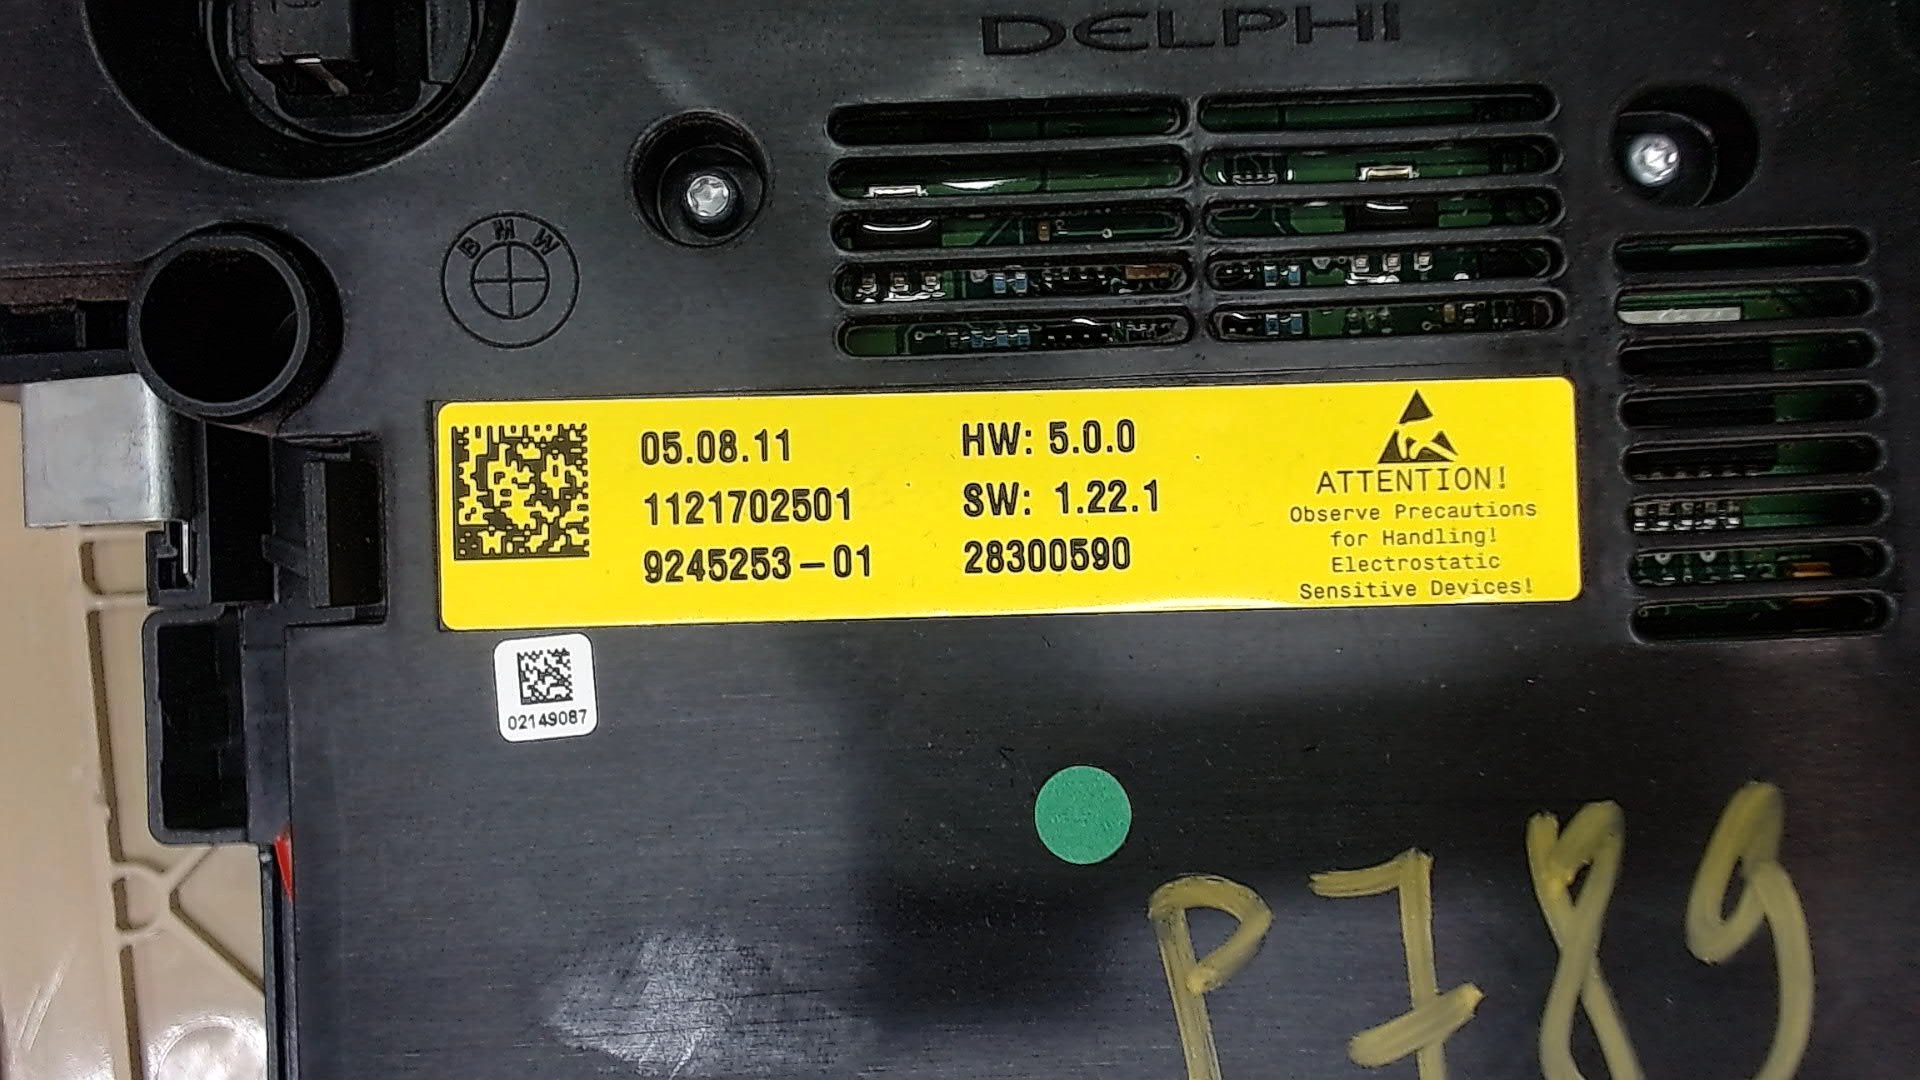 DELPHI
BMW
05.08.11
1121702501
9245253-01
HW: 5.0.0
SW: 1.22.1
28300590
ATTENTION!
Observe Precautions
for Handling!
Electrostatic
Sensitive Devices!
02149087
P789